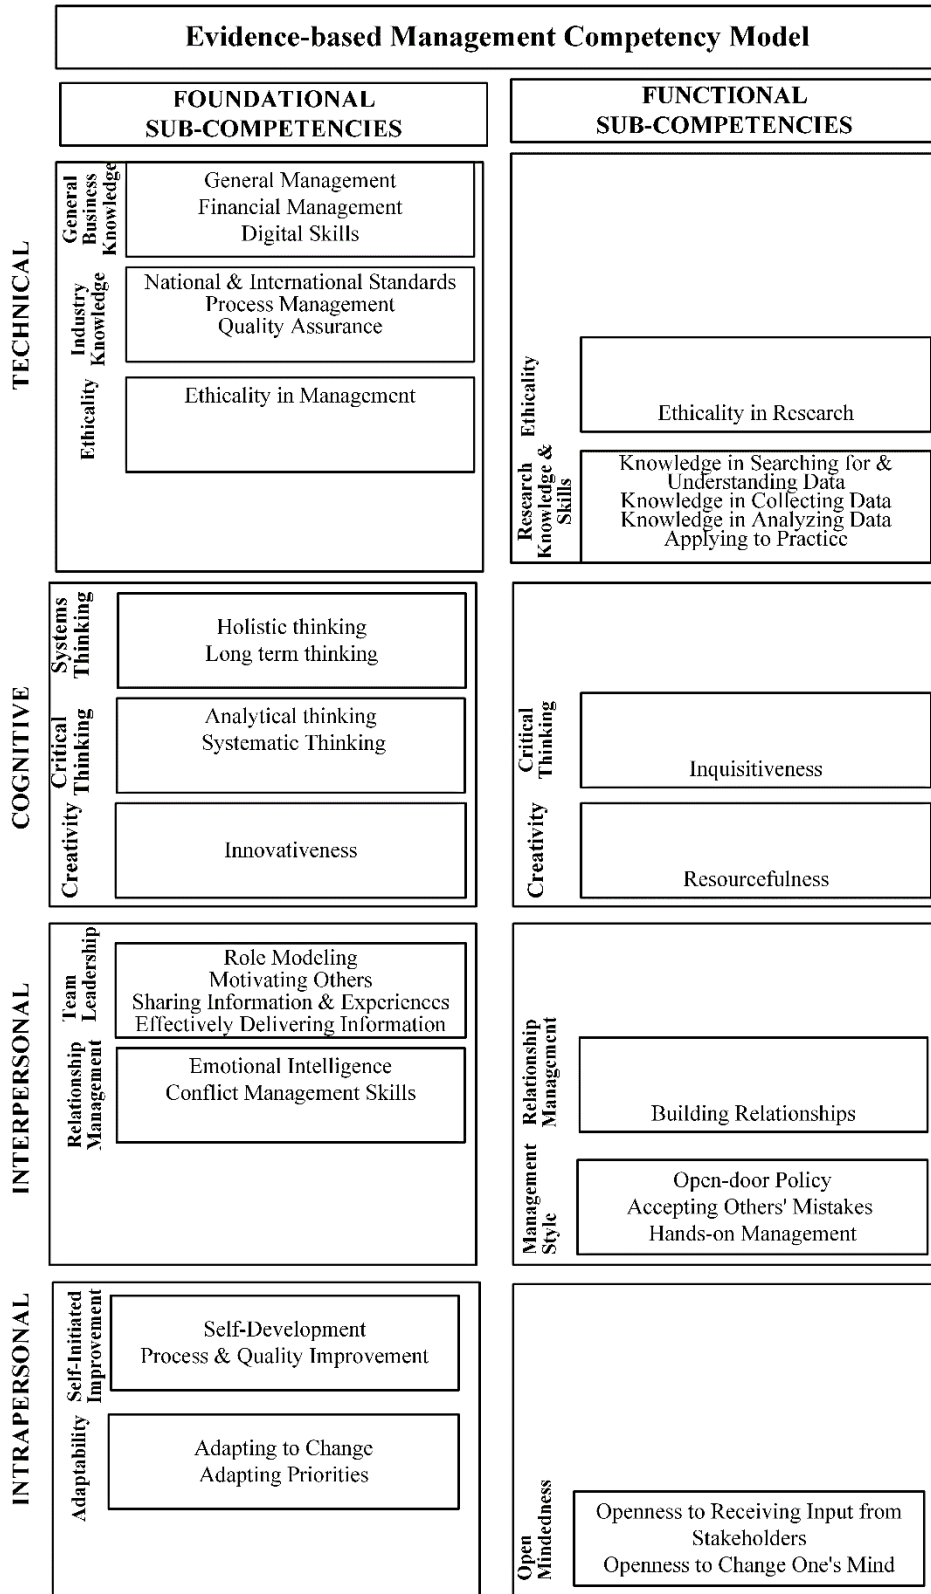 Evidence-based Management Competency Model
FOUNDATIONAL
SUB-COMPETENCIES
FUNCTIONAL
SUB-COMPETENCIES
TECHNICAL
General
Business
Knowledge
General Management
Financial Management
Digital Skills
Industry
Knowledge
National & International Standards
Process Management
Quality Assurance
Ethicality
Ethicality in Management
Ethicality
Ethicality in Research
Research
Knowledge &
Skills
Knowledge in Searching for &
Understanding Data
Knowledge in Collecting Data
Knowledge in Analyzing Data
Applying to Practice
COGNITIVE
Systems
Thinking
Holistic thinking
Long term thinking
Critical
Thinking
Analytical thinking
Systematic Thinking
Creativity
Innovativeness
Critical
Thinking
Inquisitiveness
Creativity
Resourcefulness
INTERPERSONAL
Team
Leadership
Role Modeling
Motivating Others
Sharing Information & Experiences
Effectively Delivering Information
Relationship
Management
Emotional Intelligence
Conflict Management Skills
Relationship
Management
Building Relationships
Management
Style
Open-door Policy
Accepting Others' Mistakes
Hands-on Management
INTRAPERSONAL
Self-Initiated
Improvement
Self-Development
Process & Quality Improvement
Adaptability
Adapting to Change
Adapting Priorities
Open
Mindedness
Openness to Receiving Input from
Stakeholders
Openness to Change One's Mind